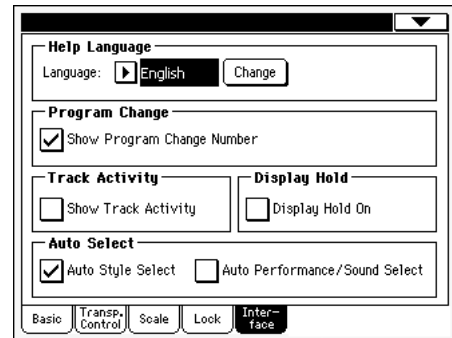 Help Language
Language: English Change
Program Change
Show Program Change Number
Track Activity
Show Track Activity
Display Hold
Display Hold On
Auto Select
Auto Style Select Auto Performance/Sound Select
Basic Transp. Control Scale Lock Inter-face